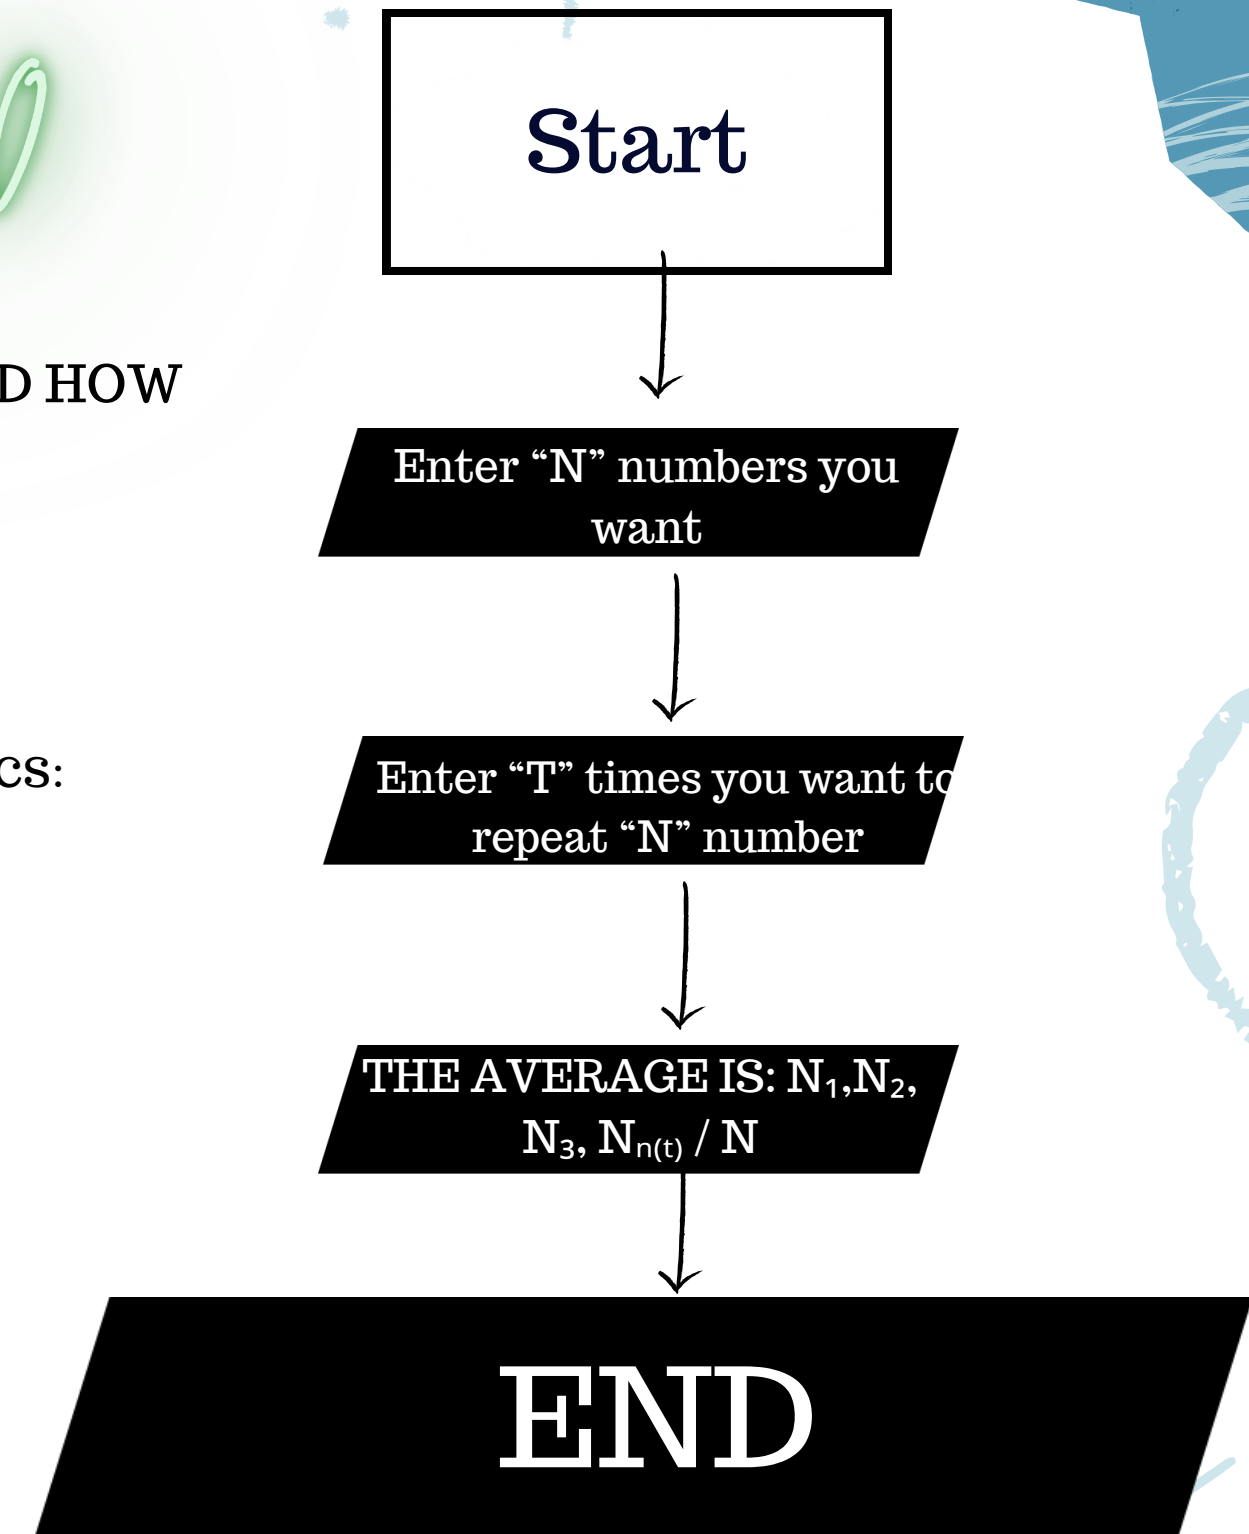 Start
D HOW
Enter “N” numbers you
want
cs:
Enter “T” times you want to
repeat “N” number
THE AVERAGE IS: N₁,N₂,
N₃, Nn(t) / N
END